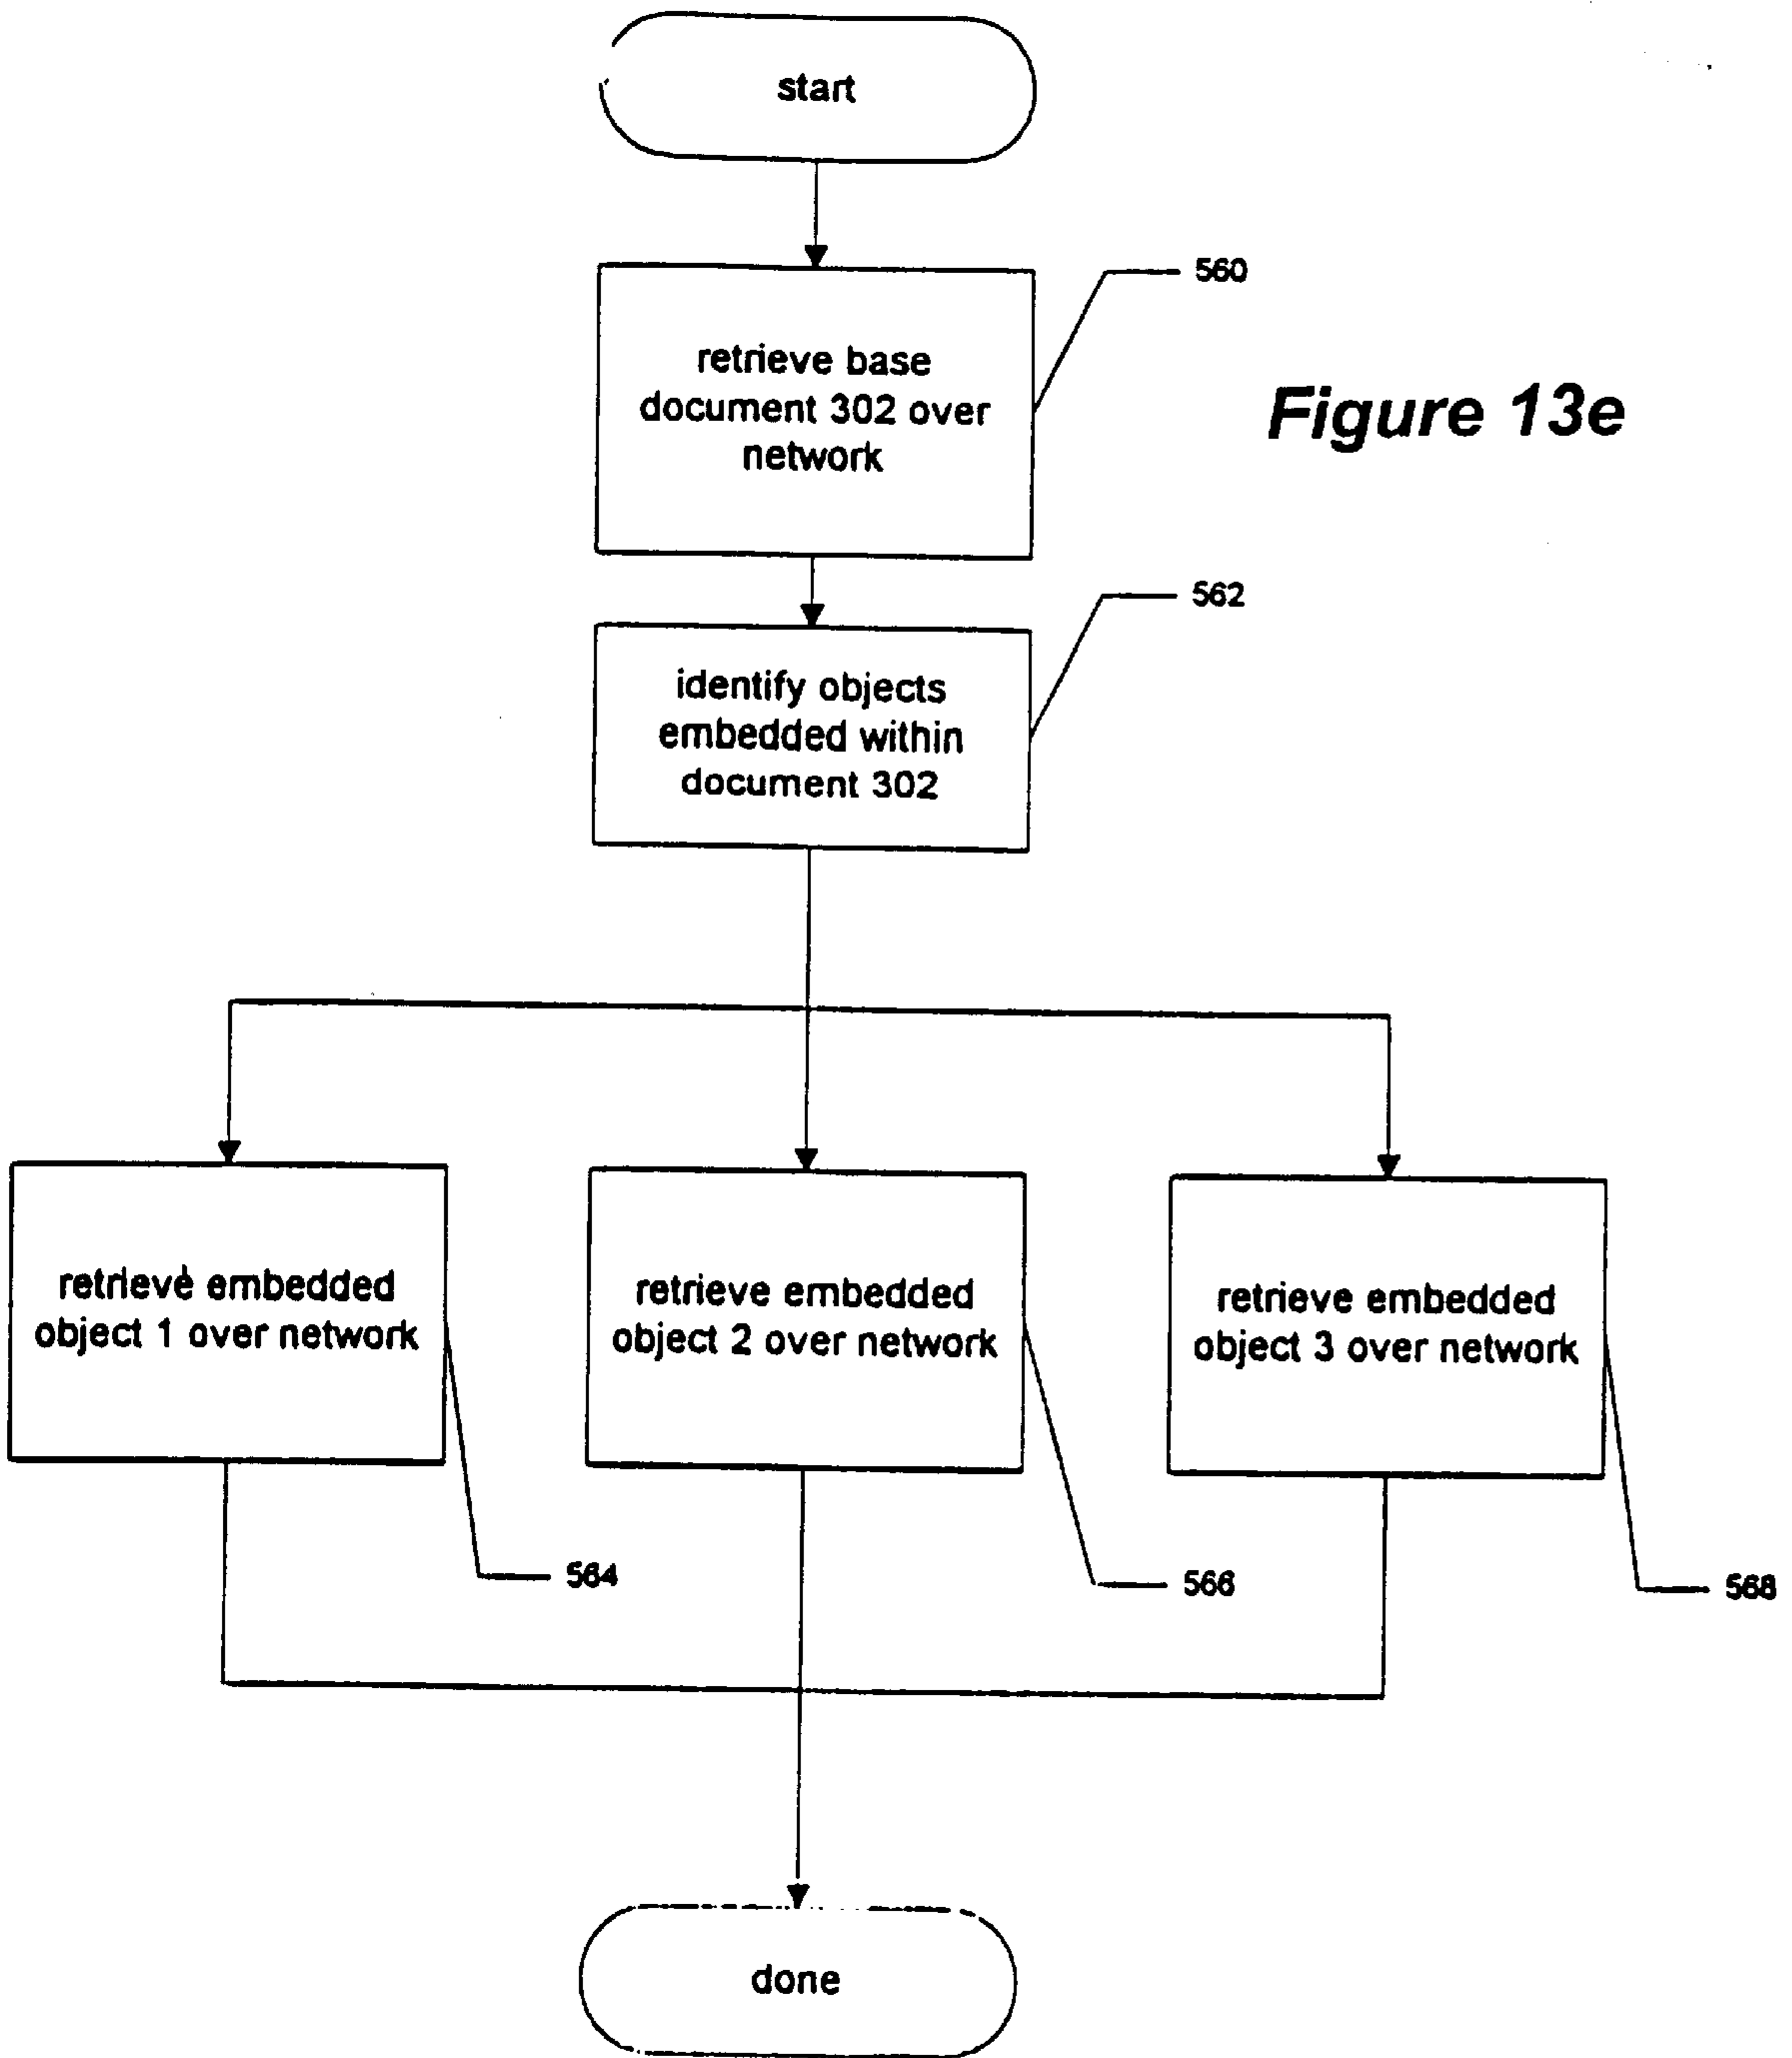 start
560
retrieve base
document 302 over
network
Figure 13e
562
identify objects
embedded within
document 302
retrieve embedded
object 1 over network
retrieve embedded
object 2 over network
retrieve embedded
object 3 over network
564
566
568
done